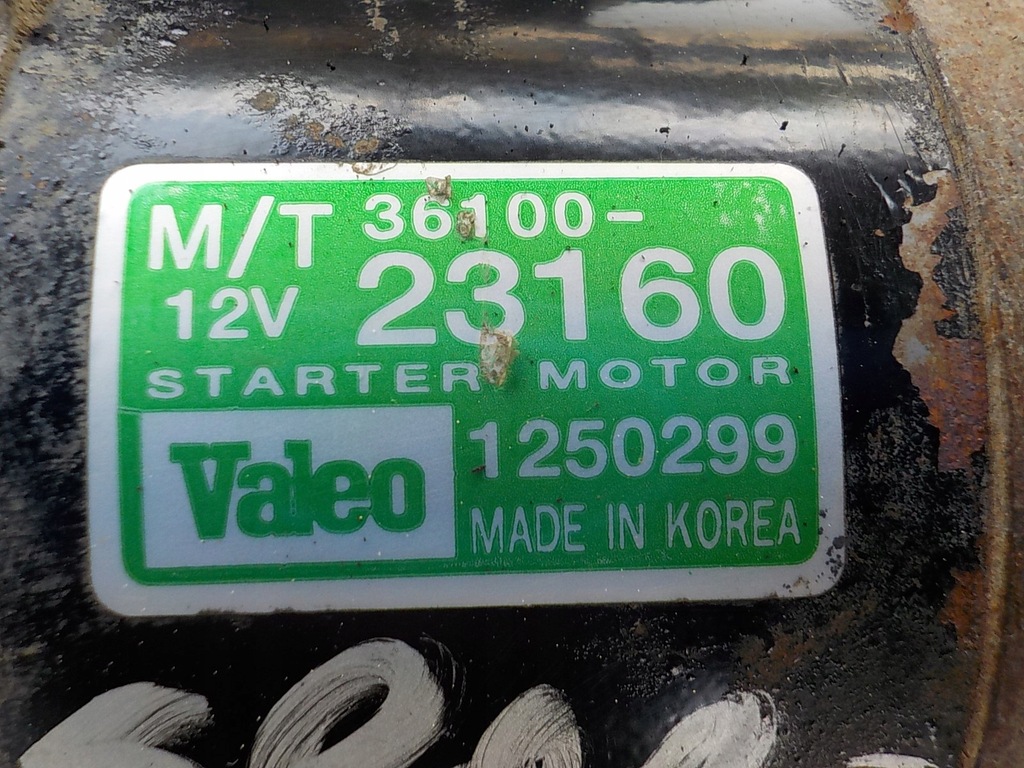 M/T 36100-
12V 23160
STARTER MOTOR
Valeo 1250299
MADE IN KOREA